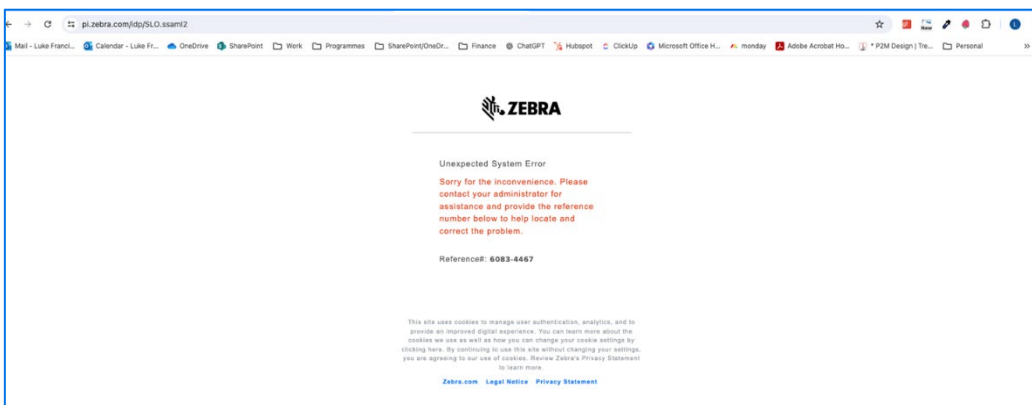 pi.zebra.com/idp/SLO.ssaml2
Mail - Luke Franci... Calendar - Luke Fr... OneDrive SharePoint Work Programmes SharePoint/OneDr... Finance ChatGPT Hubspot ClickUp Microsoft Office H... monday Adobe Acrobat Ho... * P2M Design | Tre... Personal »
ZEBRA
Unexpected System Error
Sorry for the inconvenience. Please
contact your administrator for
assistance and provide the reference
number below to help locate and
correct the problem.
Reference#: 6083-4467
This site uses cookies to manage user authentication, analytics, and to
provide an improved digital experience. You can learn more about the
cookies we use as well as how you can change your cookie settings by
clicking here. By continuing to use this site without changing your settings,
you are agreeing to our use of cookies. Review Zebra's Privacy Statement
to learn more.
Zebra.com Legal Notice Privacy Statement